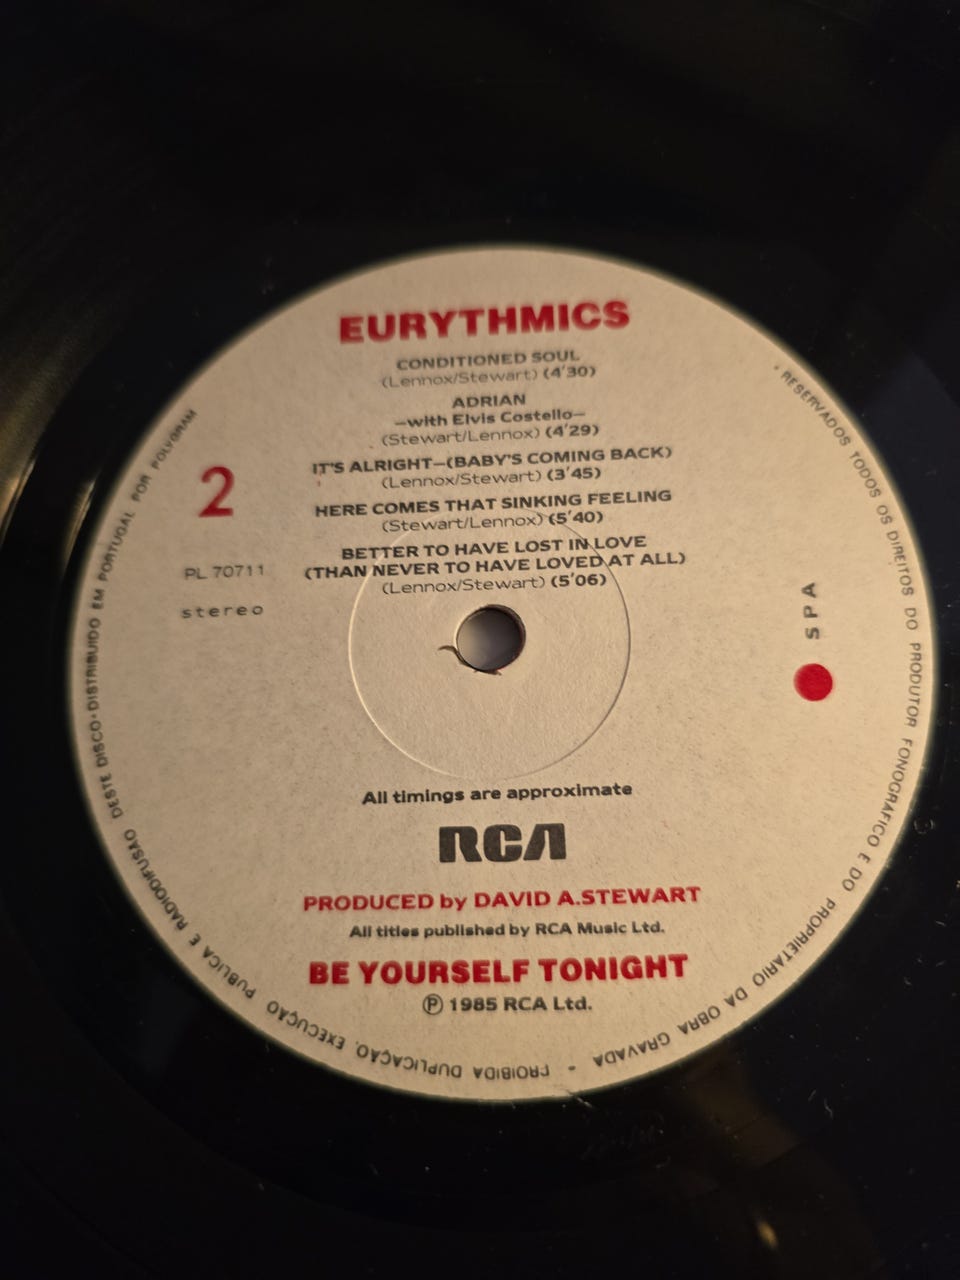 EURYTHMICS
CONDITIONED SOUL
(Lennox/Stewart) (4'30)
ADRIAN
—with Elvis Costello—
(Stewart/Lennox) (4'29)
IT'S ALRIGHT—(BABY'S COMING BACK)
(Lennox/Stewart) (3'45)
HERE COMES THAT SINKING FEELING
(Stewart/Lennox) (5'40)
BETTER TO HAVE LOST IN LOVE
(THAN NEVER TO HAVE LOVED AT ALL)
(Lennox/Stewart) (5'06)
2
PL 70711
stereo
SPA
All timings are approximate
RCA
PRODUCED by DAVID A.STEWART
All titles published by RCA Music Ltd.
BE YOURSELF TONIGHT
Ⓟ 1985 RCA Ltd.
• RESERVADOS TODOS OS DIREITOS DO PRODUTOR FONOGRAFICO E DO PROPRIETARIO DA OBRA GRAVADA - PROIBIDA DUPLICAÇÃO, EXECUÇÃO PUBLICA E RADIODIFUSÃO DESTE DISCO • DISTRIBUIDO EM PORTUGAL POR POLYGRAM